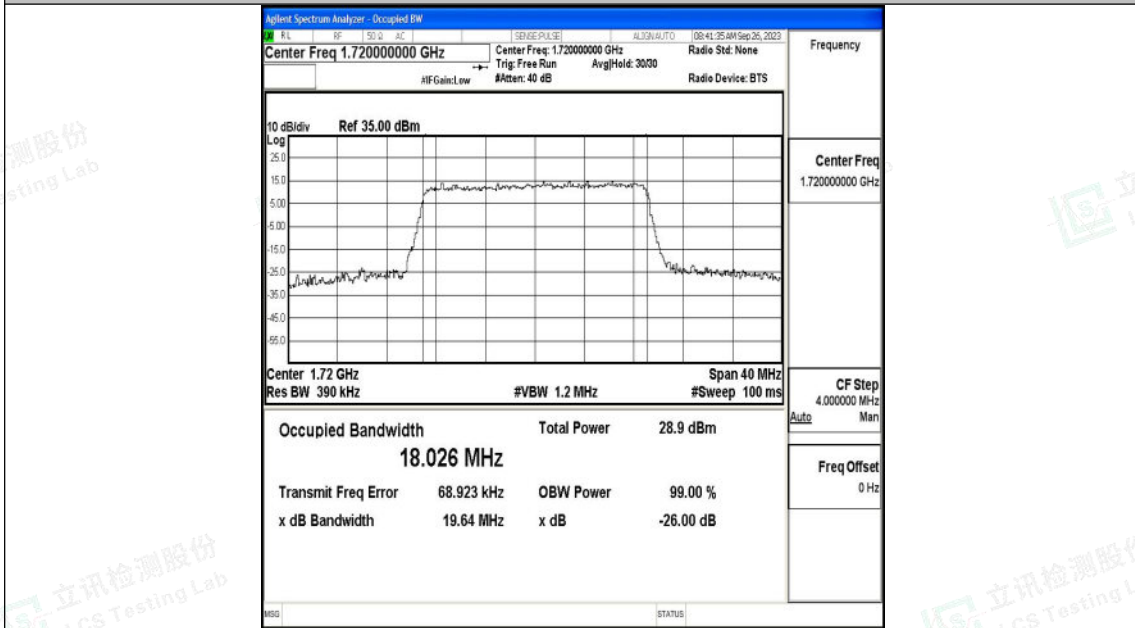 Agilent Spectrum Analyzer - Occupied BW
RL RF 50 Ω AC SENSE:PULSE ALIGNAUTO 08:41:35 AM Sep 26, 2023
Center Freq 1.720000000 GHz
Center Freq: 1.720000000 GHz
Radio Std: None
Trig: Free Run
Avg|Hold: 30/30
#IFGain:Low
#Atten: 40 dB
Radio Device: BTS
Frequency
10 dB/div
Ref 35.00 dBm
Log
25.0
15.0
5.00
-5.00
-15.0
-25.0
-35.0
-45.0
-55.0
Center Freq
1.720000000 GHz
Center 1.72 GHz
Span 40 MHz
Res BW 390 kHz
#VBW 1.2 MHz
#Sweep 100 ms
CF Step
4.000000 MHz
Auto Man
Occupied Bandwidth
Total Power 28.9 dBm
18.026 MHz
Freq Offset
0 Hz
Transmit Freq Error 68.923 kHz
OBW Power 99.00 %
x dB Bandwidth 19.64 MHz
x dB -26.00 dB
MSG
STATUS
测股份
sting Lab
立
立讯检测股份
LCS Testing Lab
立讯检测股份
LCS Testing L